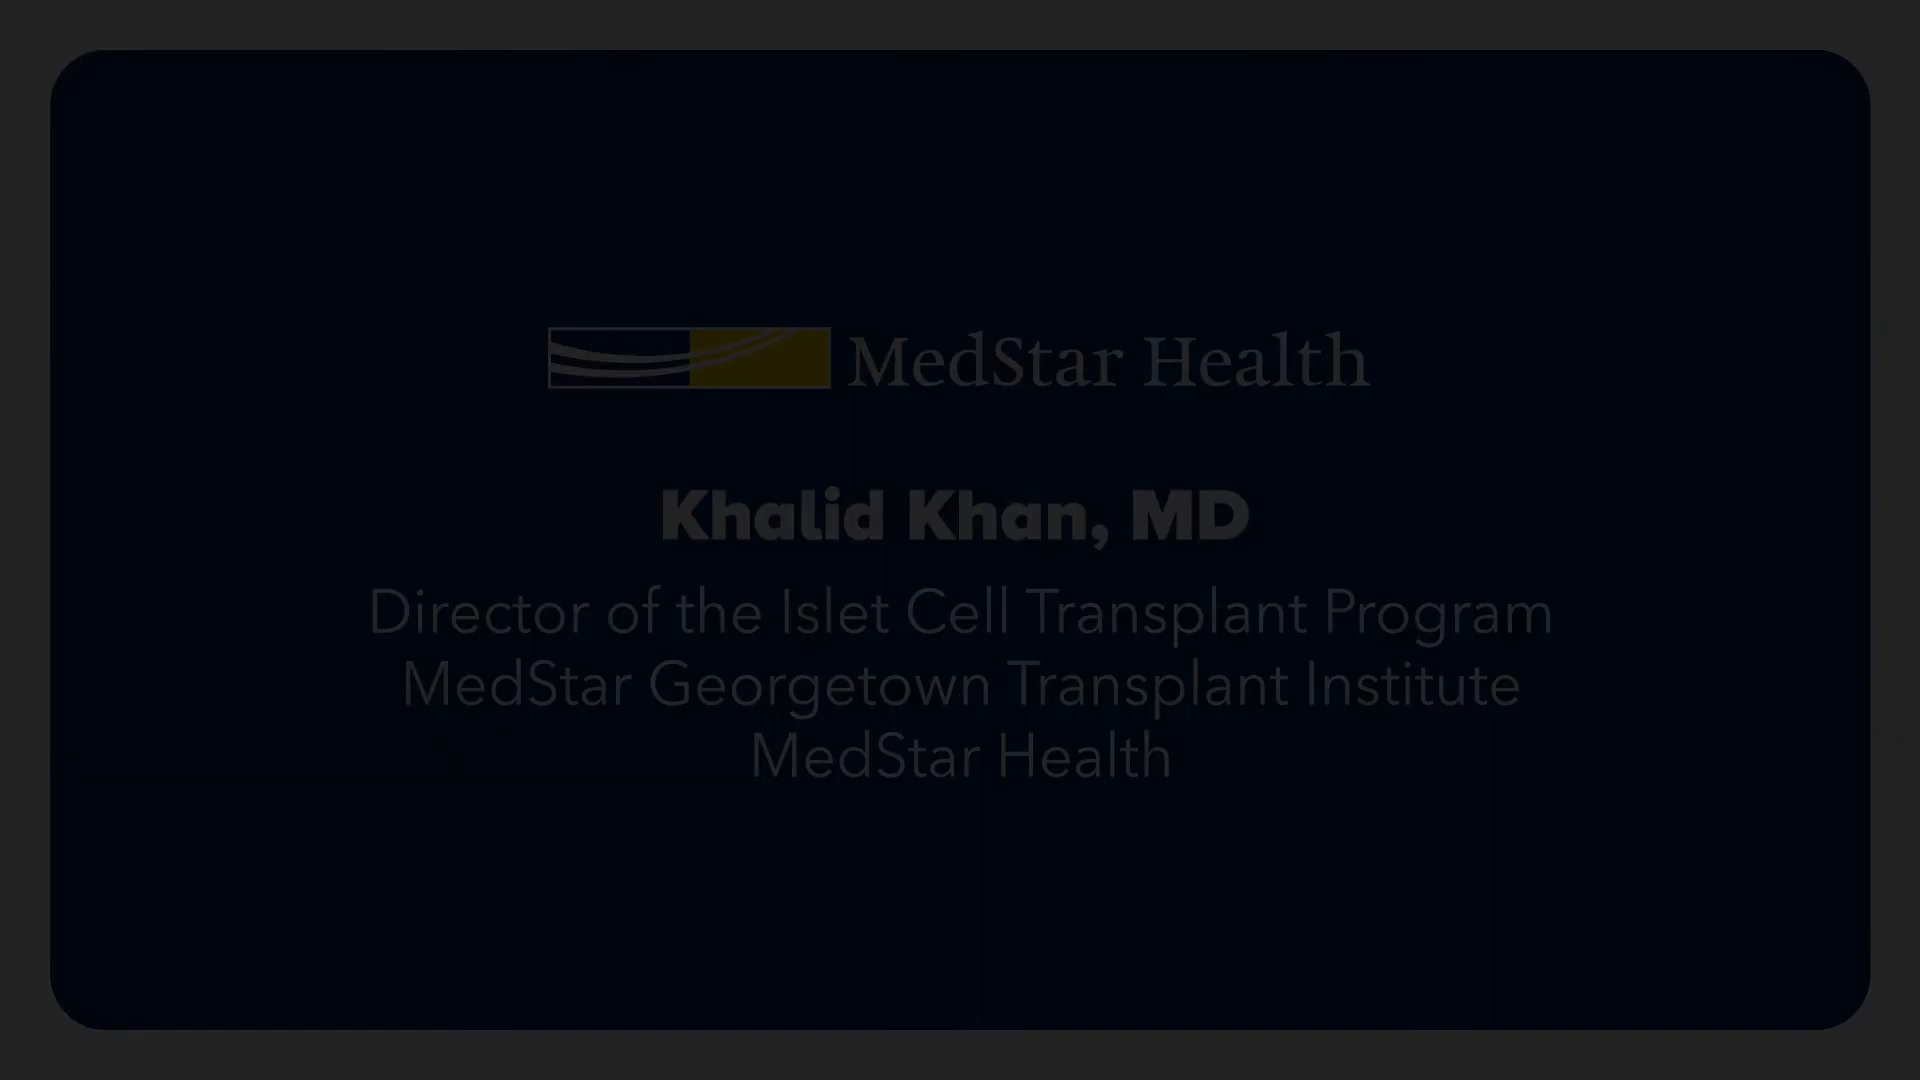 MedStar Health
Khalid Khan, MD
Director of the Islet Cell Transplant Program
MedStar Georgetown Transplant Institute
MedStar Health